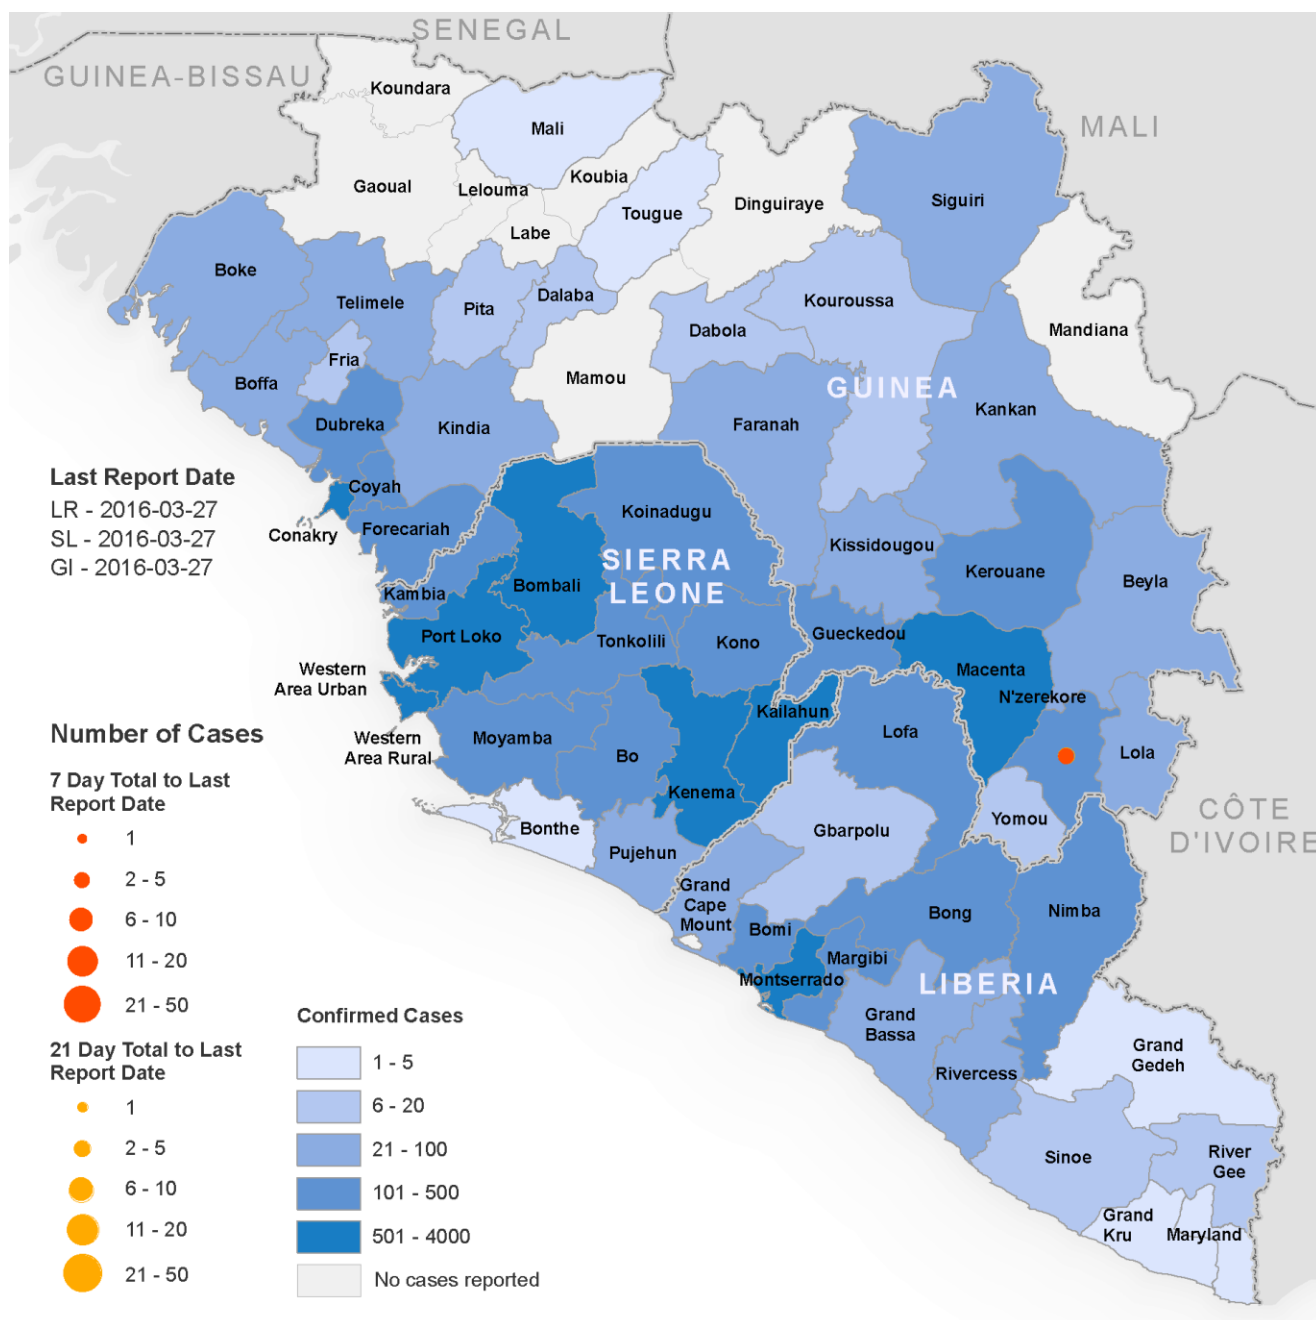 SENEGAL
GUINEA-BISSAU
MALI
Koundara
Mali
Gaoual
Lelouma
Koubia
Labe
Tougue
Dinguiraye
Siguiri
Boke
Telimele
Pita
Dalaba
Kouroussa
Dabola
Mandiana
Fria
Boffa
Mamou
GUINEA
Kankan
Dubreka
Kindia
Faranah
Last Report Date
LR - 2016-03-27
SL - 2016-03-27
GI - 2016-03-27
Coyah
Conakry
Forecariah
Koinadugu
Kissidougou
SIERRA
LEONE
Kerouane
Beyla
Kambia
Bombali
Port Loko
Tonkolili
Kono
Gueckedou
Macenta
N'zerekore
Western
Area Urban
Kailahun
Western
Area Rural
Moyamba
Bo
Lofa
Lola
Kenema
Bonthe
Pujehun
Gbarpolu
Yomou
CÔTE
D'IVOIRE
Grand
Cape
Mount
Bomi
Bong
Nimba
Margibi
Montserrado
LIBERIA
Grand
Bassa
Rivercess
Grand
Gedeh
Sinoe
River
Gee
Grand
Kru
Maryland
Number of Cases
7 Day Total to Last
Report Date
1
2 - 5
6 - 10
11 - 20
21 - 50
21 Day Total to Last
Report Date
1
2 - 5
6 - 10
11 - 20
21 - 50
Confirmed Cases
1 - 5
6 - 20
21 - 100
101 - 500
501 - 4000
No cases reported